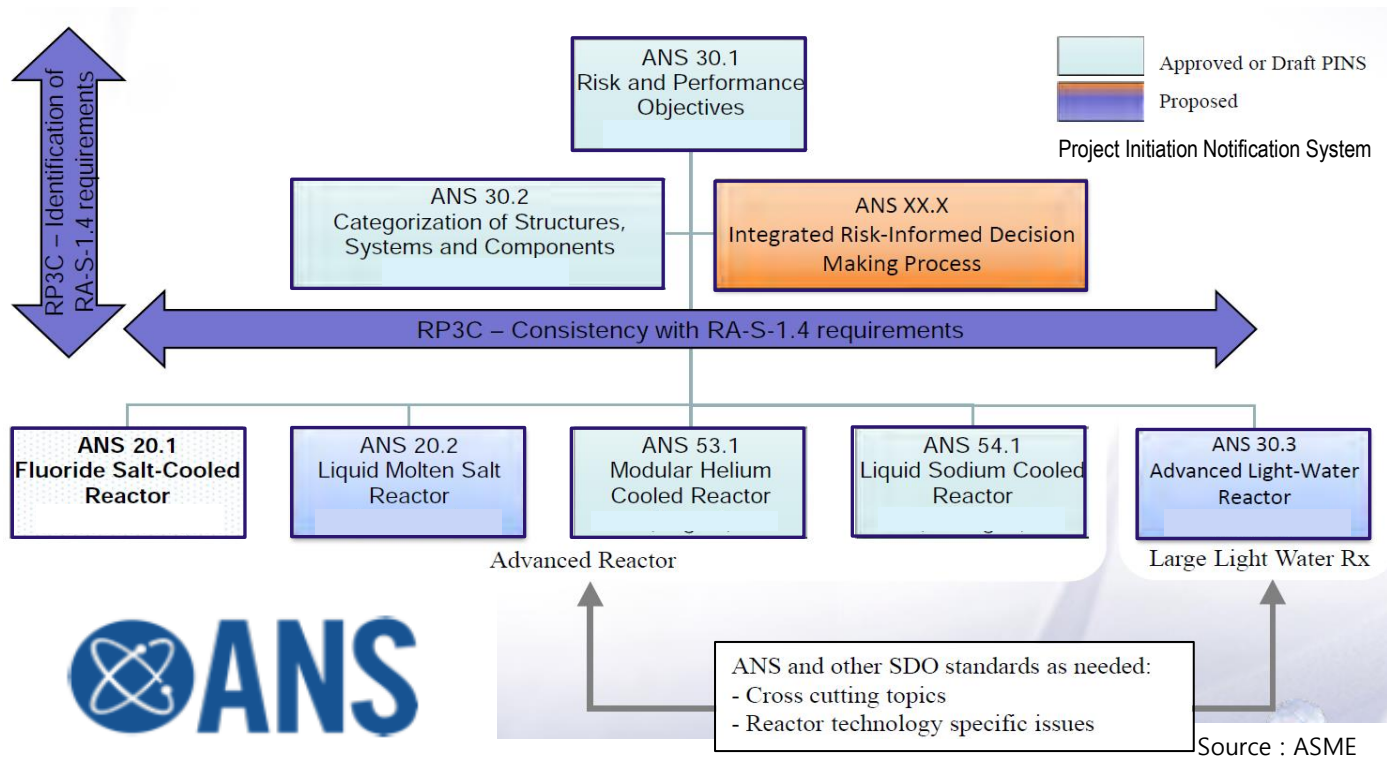 ANS 30.1
Risk and Performance
Objectives
Approved or Draft PINS
Proposed
Project Initiation Notification System
RP3C – Identification of
RA-S-1.4 requirements
ANS 30.2
Categorization of Structures,
Systems and Components
ANS XX.X
Integrated Risk-Informed Decision
Making Process
RP3C – Consistency with RA-S-1.4 requirements
ANS 20.1
Fluoride Salt-Cooled
Reactor
ANS 20.2
Liquid Molten Salt
Reactor
ANS 53.1
Modular Helium
Cooled Reactor
ANS 54.1
Liquid Sodium Cooled
Reactor
ANS 30.3
Advanced Light-Water
Reactor
Advanced Reactor
Large Light Water Rx
ANS
ANS and other SDO standards as needed:
- Cross cutting topics
- Reactor technology specific issues
Source : ASME